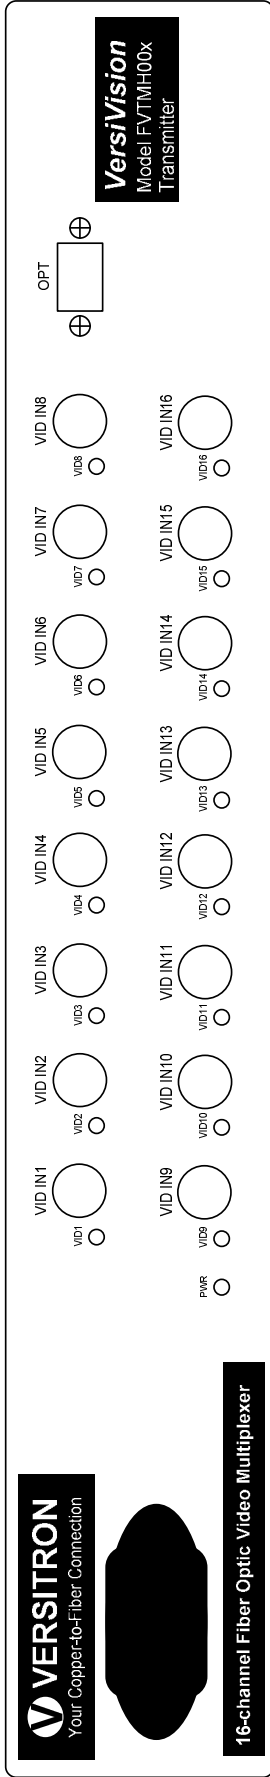 VERSITRON
Your Copper-to-Fiber Connection
16-channel Fiber Optic Video Multiplexer
VID IN1
VID IN2
VID IN3
VID IN4
VID IN5
VID IN6
VID IN7
VID IN8
VID1
VID2
VID3
VID4
VID5
VID6
VID7
VID8
OPT
VID IN9
VID IN10
VID IN11
VID IN12
VID IN13
VID IN14
VID IN15
VID IN16
PWR
VID9
VID10
VID11
VID12
VID13
VID14
VID15
VID16
VersiVision
Model FVTMH00x
Transmitter